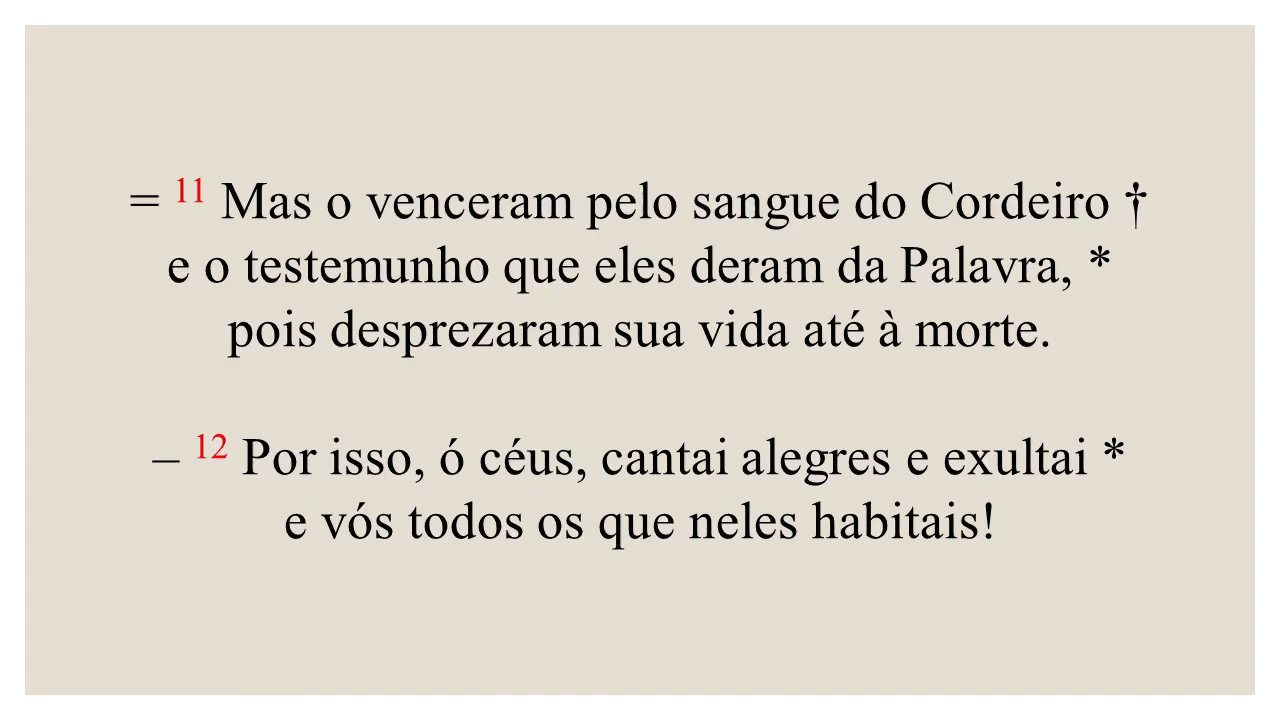 = 11 Mas o venceram pelo sangue do Cordeiro †
e o testemunho que eles deram da Palavra, *
pois desprezaram sua vida até à morte.
– 12 Por isso, ó céus, cantai alegres e exultai *
e vós todos os que neles habitais!